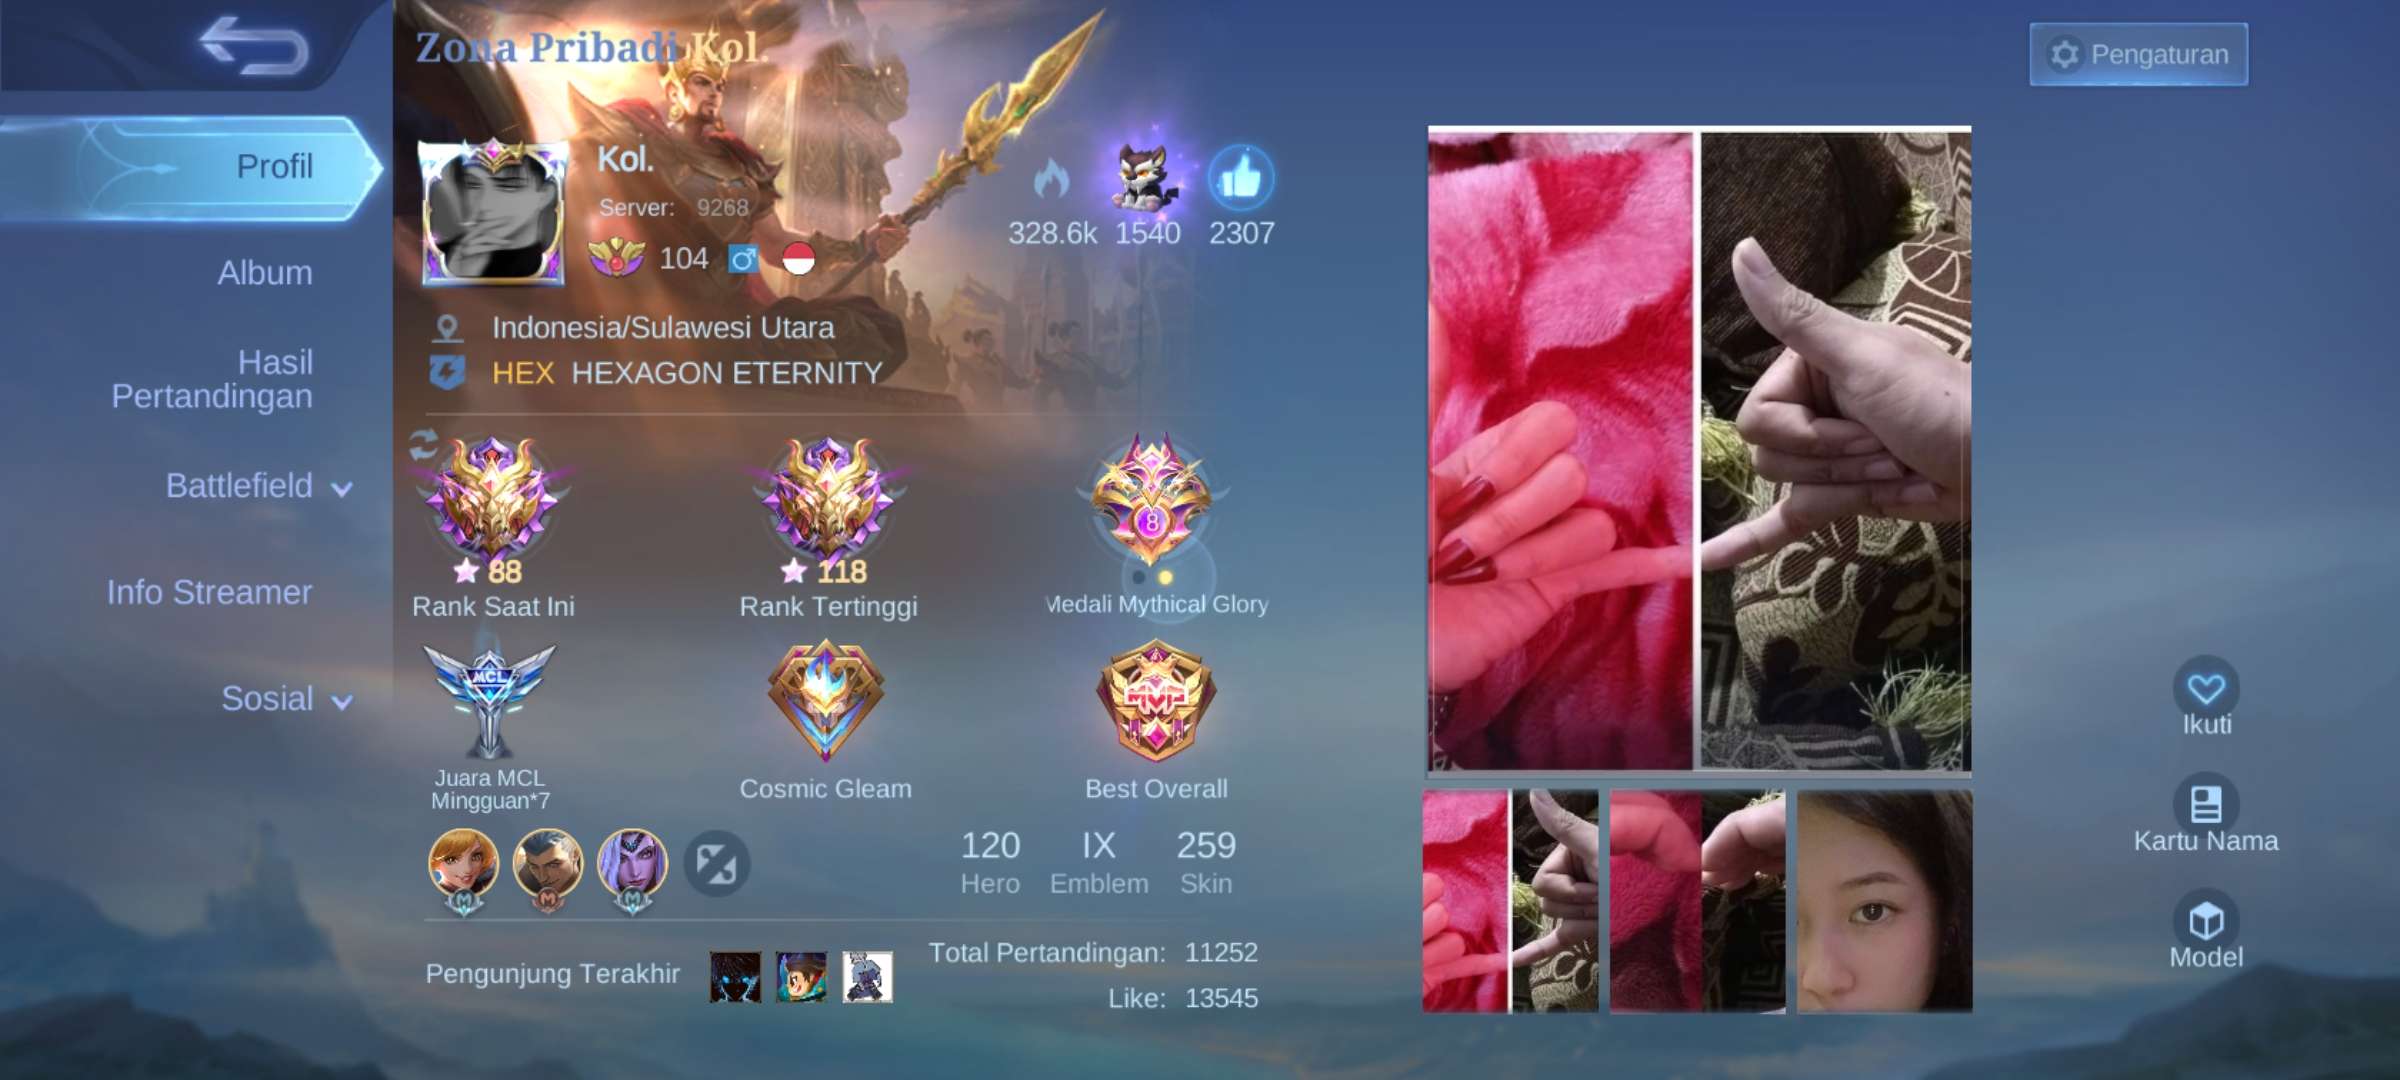 Zona Pribadi Kol.
Pengaturan
Profil
Album
Hasil
Pertandingan
Battlefield
Info Streamer
Sosial
Kol.
Server: 9268
104
328.6k 1540 2307
Indonesia/Sulawesi Utara
HEX HEXAGON ETERNITY
88
Rank Saat Ini
118
Rank Tertinggi
8
Medali Mythical Glory
MCL
Juara MCL
Mingguan*7
Cosmic Gleam
MVP
Best Overall
120 IX 259
Hero Emblem Skin
Pengunjung Terakhir
Total Pertandingan: 11252
Like: 13545
Ikuti
Kartu Nama
Model